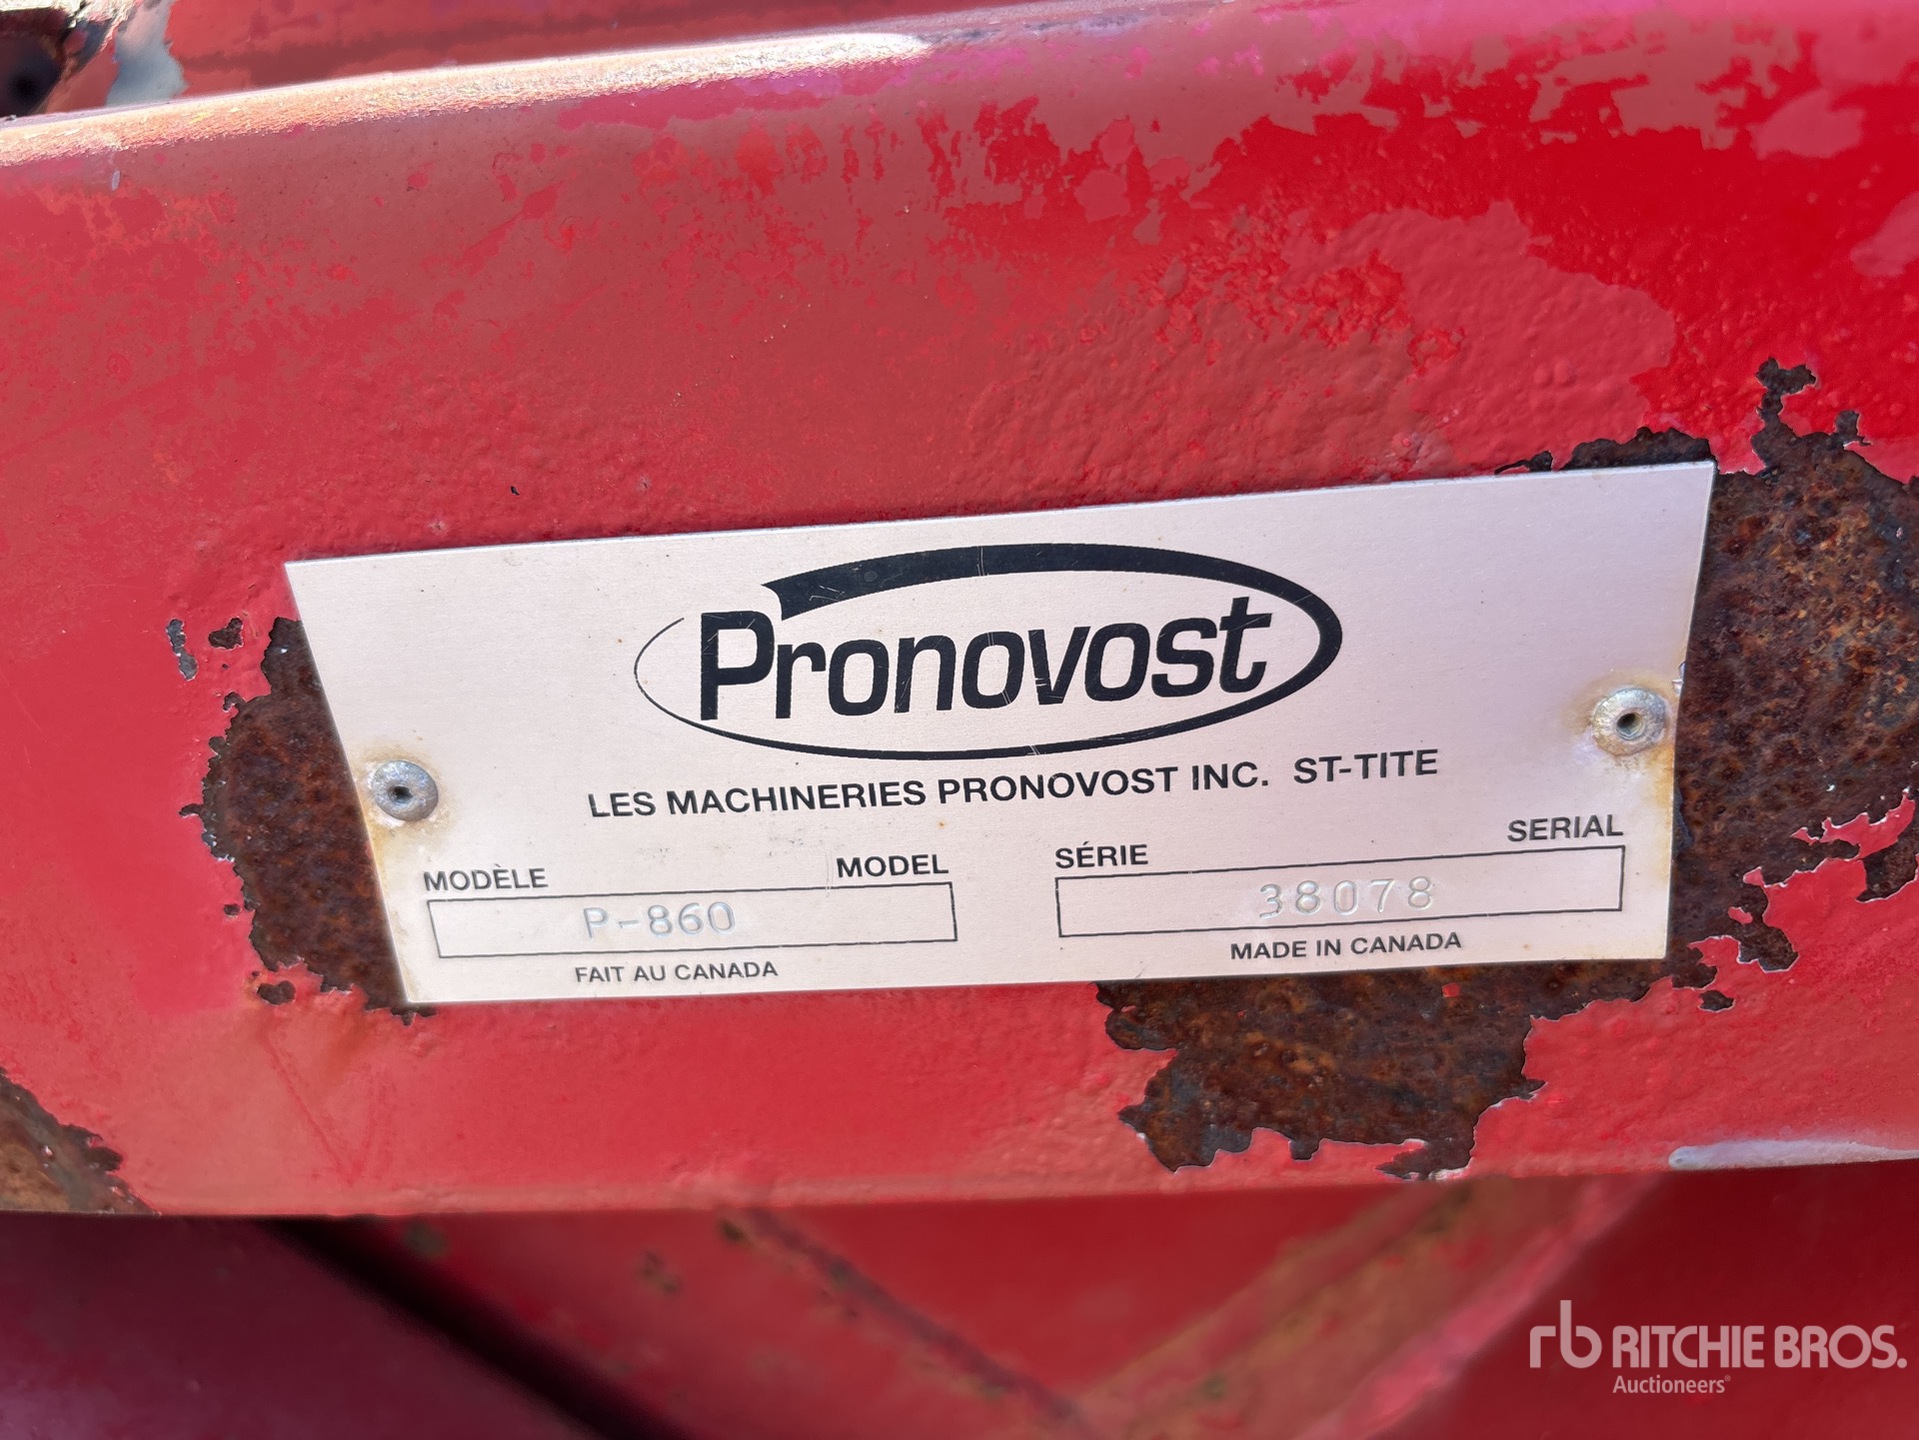 Pronovost
LES MACHINERIES PRONOVOST INC. ST-TITE
MODÈLE MODEL
P-860
FAIT AU CANADA
SÉRIE SERIAL
38078
MADE IN CANADA
rb RITCHIE BROS.
Auctioneers®